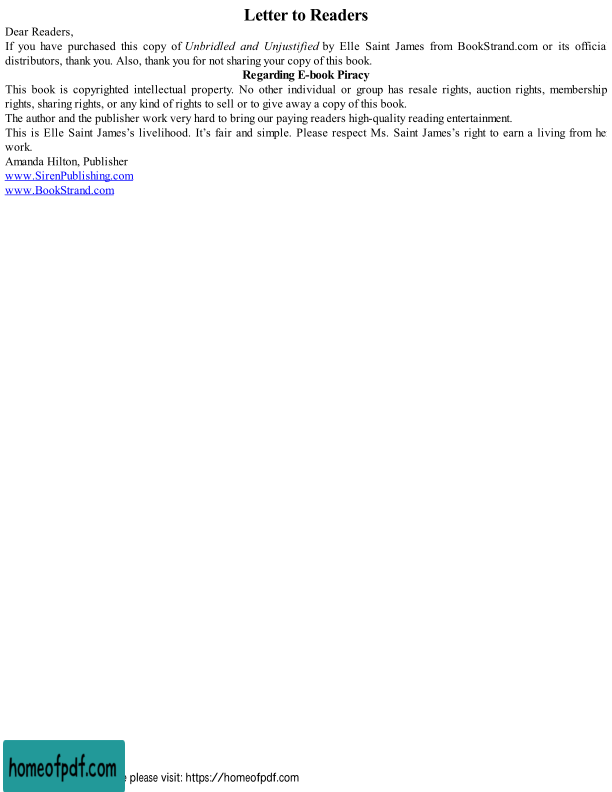 Letter to Readers
Dear Readers,
If you have purchased this copy of Unbridled and Unjustified by Elle Saint James from BookStrand.com or its officia
distributors, thank you. Also, thank you for not sharing your copy of this book.
Regarding E-book Piracy
This book is copyrighted intellectual property. No other individual or group has resale rights, auction rights, membership
rights, sharing rights, or any kind of rights to sell or to give away a copy of this book.
The author and the publisher work very hard to bring our paying readers high-quality reading entertainment.
This is Elle Saint James’s livelihood. It’s fair and simple. Please respect Ms. Saint James’s right to earn a living from he
work.
Amanda Hilton, Publisher
www.SirenPublishing.com
www.BookStrand.com
homeofpdf.com
please visit: https://homeofpdf.com